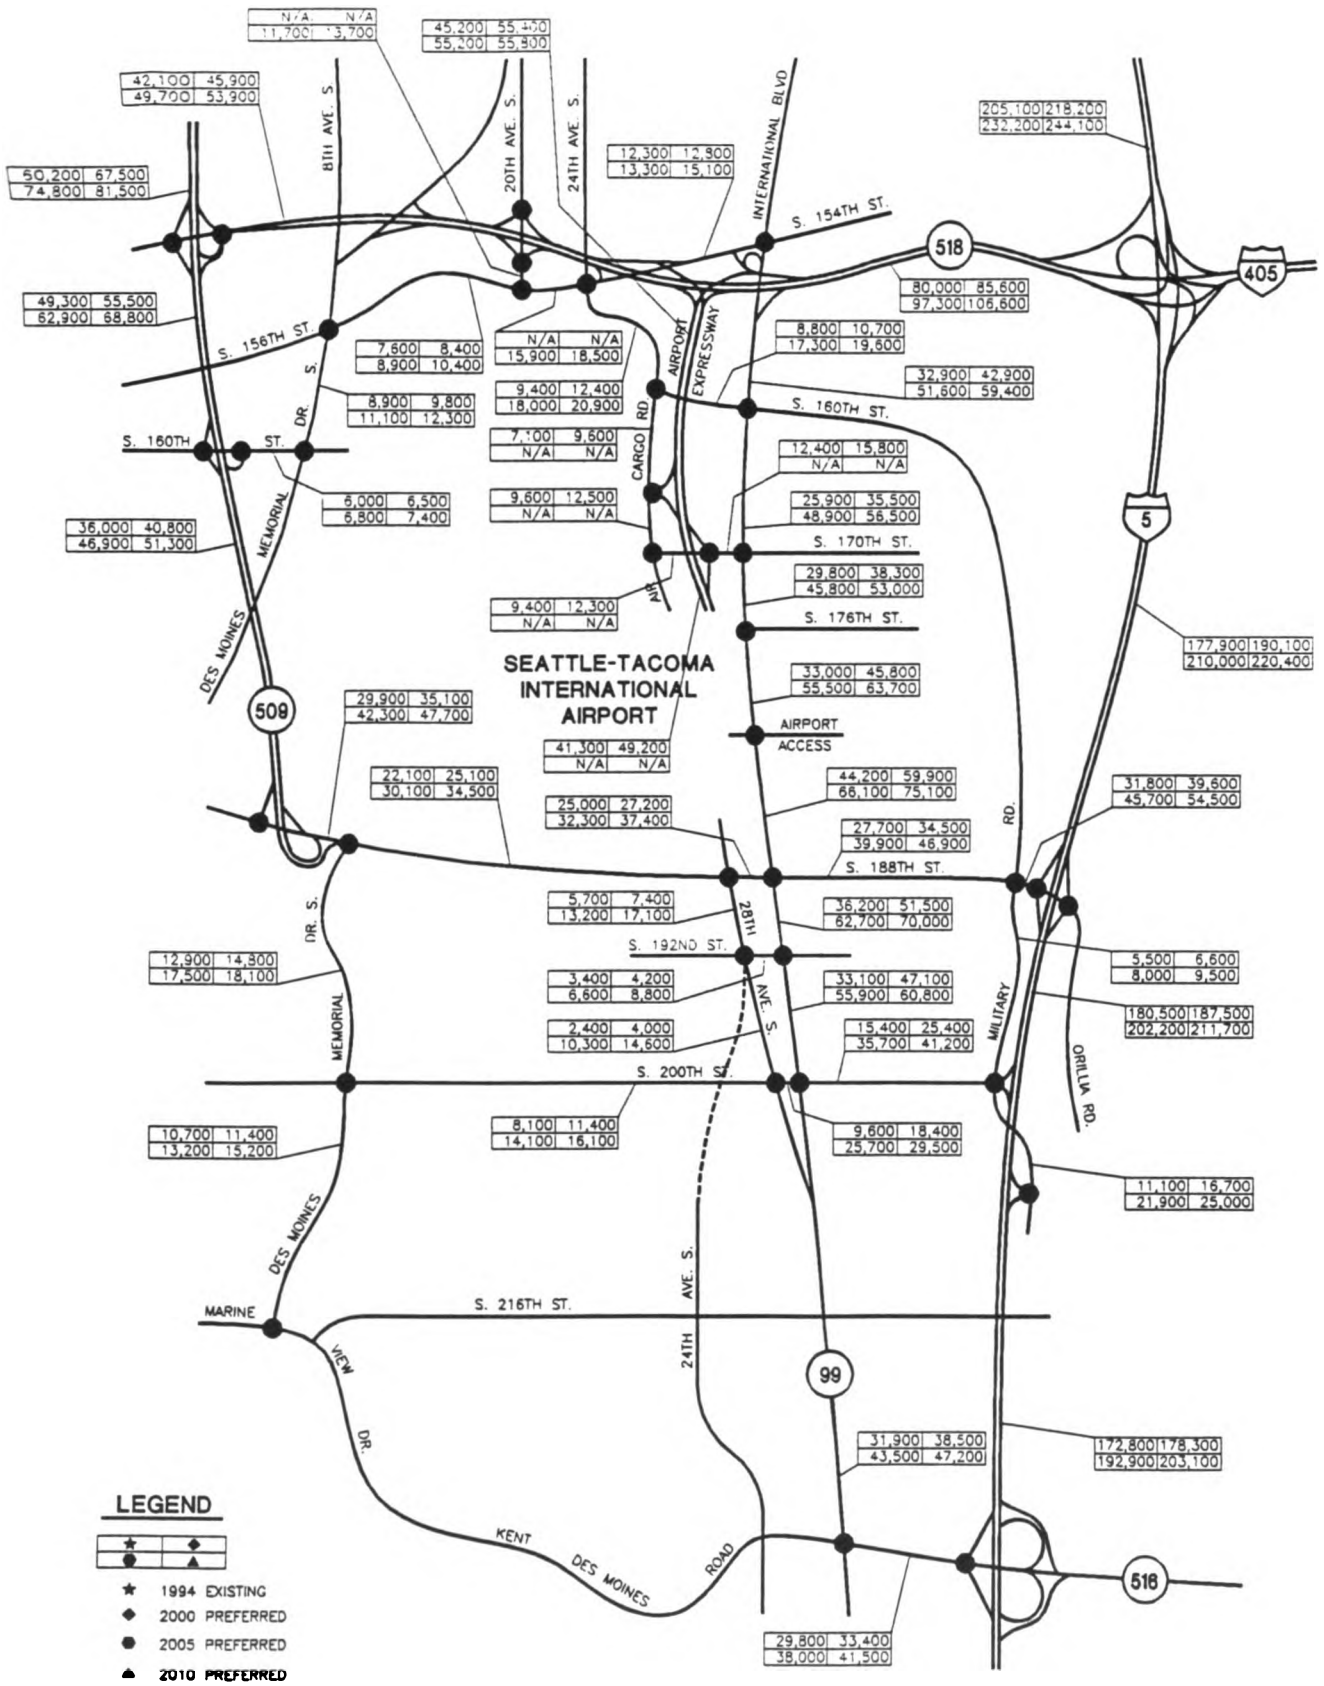 N/A N/A
11,700 13,700
45,200 55,400
55,200 55,800
42,100 45,900
49,700 53,900
205,100 218,200
232,200 244,100
8TH AVE. S.
20TH AVE. S.
24TH AVE. S.
INTERNATIONAL BLVD
12,300 12,800
13,300 15,100
67,500
74,800 81,500
S. 154TH ST.
518
405
80,000 85,600
97,300 106,600
49,300 55,500
62,900 68,800
S. 156TH ST.
7,600 8,400
8,900 10,400
N/A N/A
15,900 18,500
AIRPORT
EXPRESSWAY
8,800 10,700
17,300 19,600
9,400 12,400
18,000 20,900
32,900 42,900
51,600 59,400
8,900 9,800
11,100 12,300
S. 160TH ST.
S. 160TH ST.
7,100 9,600
N/A N/A
CARGO RD.
12,400 15,800
N/A N/A
6,000 6,500
6,800 7,400
9,600 12,500
N/A N/A
25,900 35,500
48,900 56,500
5
36,000 40,800
46,900 51,300
DES MOINES MEMORIAL DR. S.
S. 170TH ST.
29,800 38,300
45,800 53,000
AIR
9,400 12,300
N/A N/A
S. 176TH ST.
177,900 190,100
210,000 220,400
SEATTLE-TACOMA
INTERNATIONAL
AIRPORT
33,000 45,800
55,500 63,700
509
29,900 35,100
42,300 47,700
AIRPORT
ACCESS
41,300 49,200
N/A N/A
22,100 25,100
30,100 34,500
44,200 59,900
66,100 75,100
31,800 39,600
45,700 54,500
25,000 27,200
32,300 37,400
27,700 34,500
39,900 46,900
S. 188TH ST.
5,700 7,400
13,200 17,100
36,200 51,500
62,700 70,000
28TH AVE. S.
S. 192ND ST.
12,900 14,800
17,500 18,100
5,500 6,600
8,000 9,500
3,400 4,200
6,600 8,800
33,100 47,100
55,900 60,800
180,500 187,500
202,200 211,700
2,400 4,000
10,300 14,600
15,400 25,400
35,700 41,200
MILITARY RD.
ORILLIA RD.
S. 200TH ST.
8,100 11,400
14,100 16,100
9,600 18,400
25,700 29,500
10,700 11,400
13,200 15,200
DES MOINES MEMORIAL DR. S.
11,100 16,700
21,900 25,000
24TH AVE. S.
S. 216TH ST.
MARINE VIEW DR.
99
31,900 38,500
43,500 47,200
172,800 178,300
192,900 203,100
KENT DES MOINES ROAD
516
29,800 33,400
38,000 41,500
LEGEND
1994 EXISTING
2000 PREFERRED
2005 PREFERRED
2010 PREFERRED